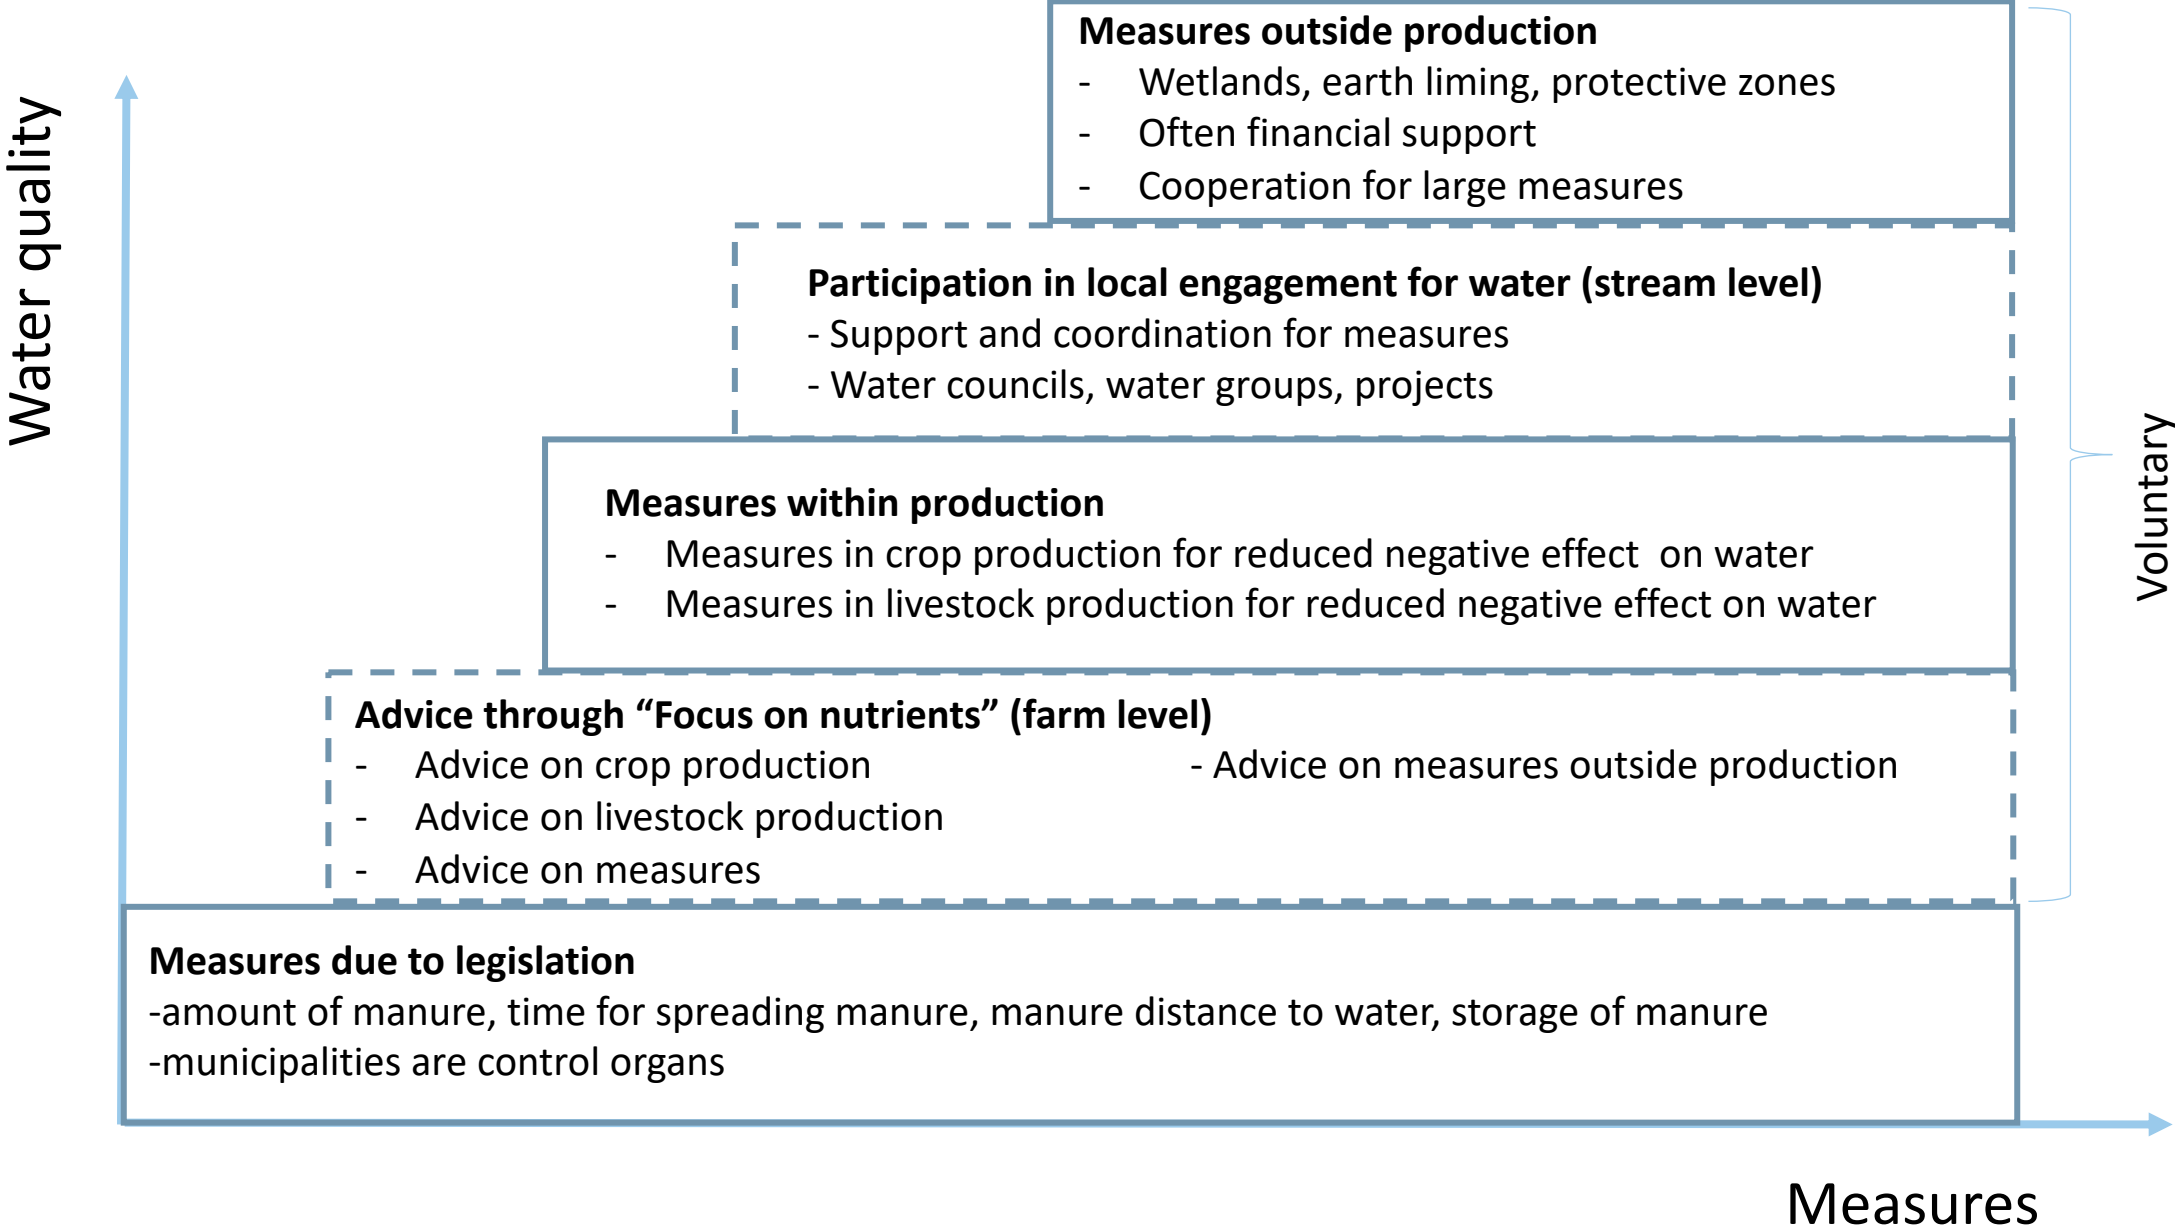 Water quality
Measures outside production
- Wetlands, earth liming, protective zones
- Often financial support
- Cooperation for large measures
Participation in local engagement for water (stream level)
- Support and coordination for measures
- Water councils, water groups, projects
Measures within production
- Measures in crop production for reduced negative effect  on water
- Measures in livestock production for reduced negative effect on water
Voluntary
Advice through “Focus on nutrients” (farm level)
- Advice on crop production - Advice on measures outside production
- Advice on livestock production
- Advice on measures
Measures due to legislation
-amount of manure, time for spreading manure, manure distance to water, storage of manure
-municipalities are control organs
Measures